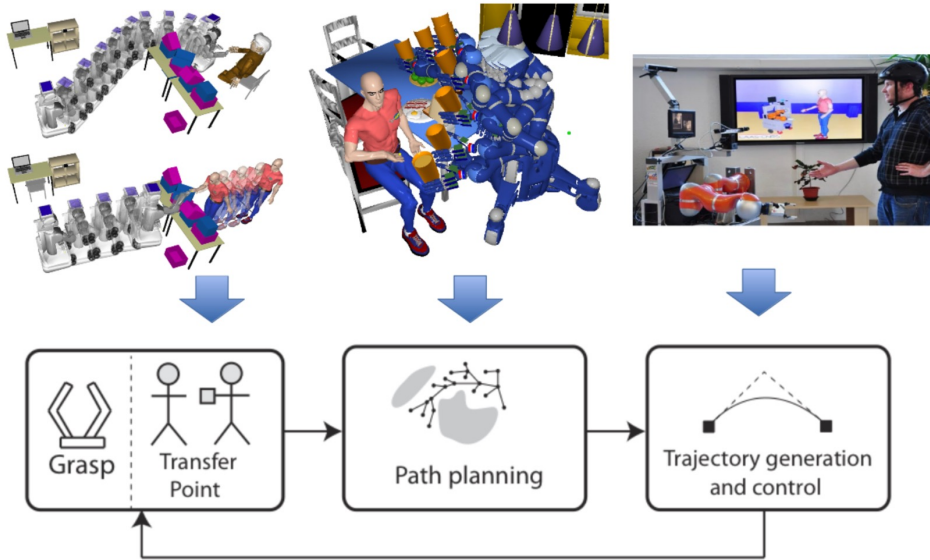 Grasp
Transfer
Point
Path planning
Trajectory generation
and control